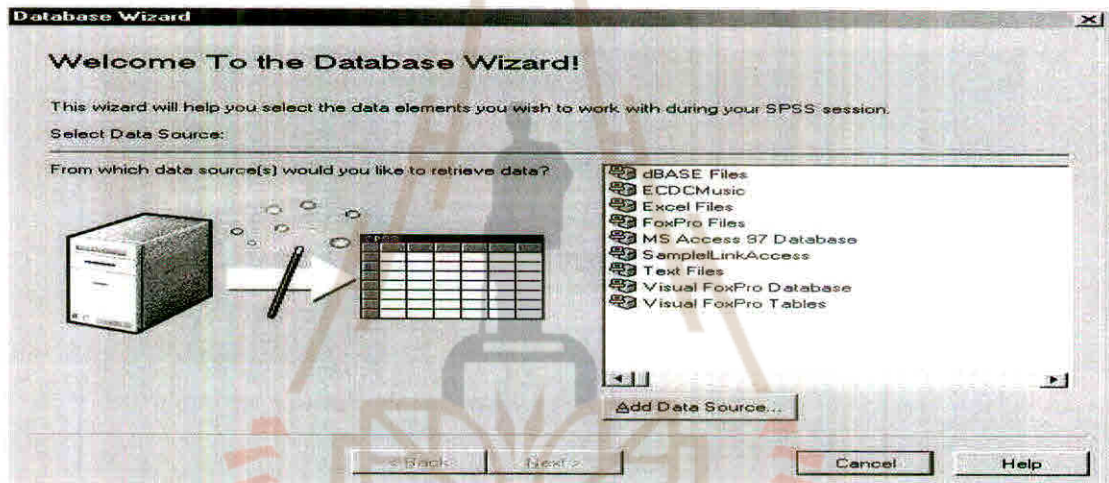 Database Wizard
Welcome To the Database Wizard!
This wizard will help you select the data elements you wish to work with during your SPSS session.
Select Data Source:
From which data source(s) would you like to retrieve data?
dBASE Files
ECDCMusic
Excel Files
FoxPro Files
MS Access 97 Database
SamplelLinkAccess
Text Files
Visual FoxPro Database
Visual FoxPro Tables
Add Data Source...
< Back
Next >
Cancel
Help